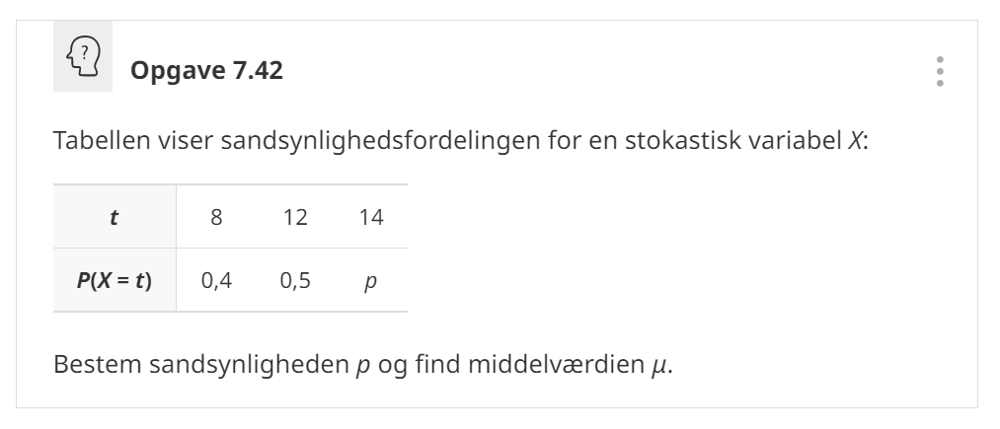 ?
Opgave 7.42
Tabellen viser sandsynlighedsfordelingen for en stokastisk variabel X:
t 8 12 14
P(X = t) 0,4 0,5 p
Bestem sandsynligheden p og find middelværdien μ.